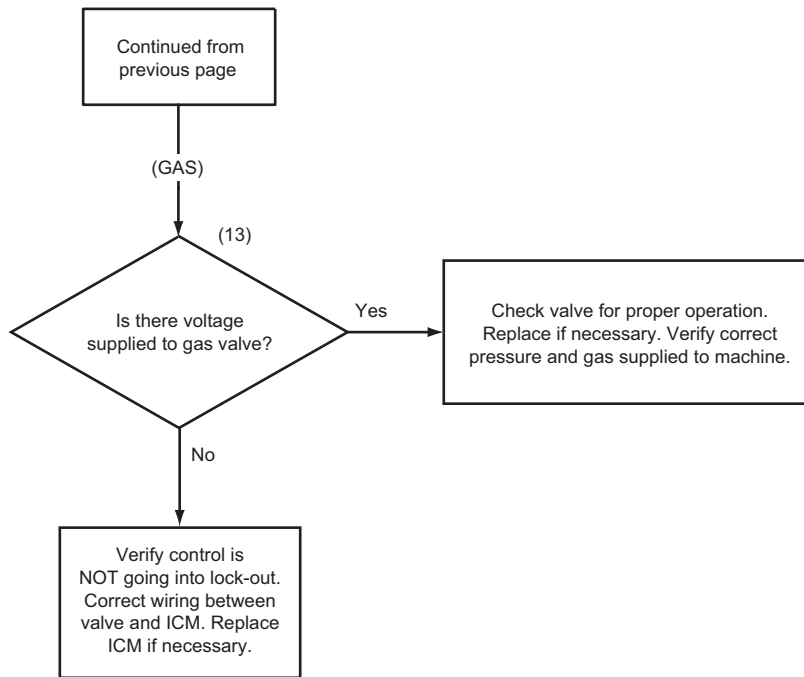 Continued from
previous page
(GAS)
(13)
Is there voltage
supplied to gas valve?
Yes
Check valve for proper operation.
Replace if necessary. Verify correct
pressure and gas supplied to machine.
No
Verify control is
NOT going into lock-out.
Correct wiring between
valve and ICM. Replace
ICM if necessary.